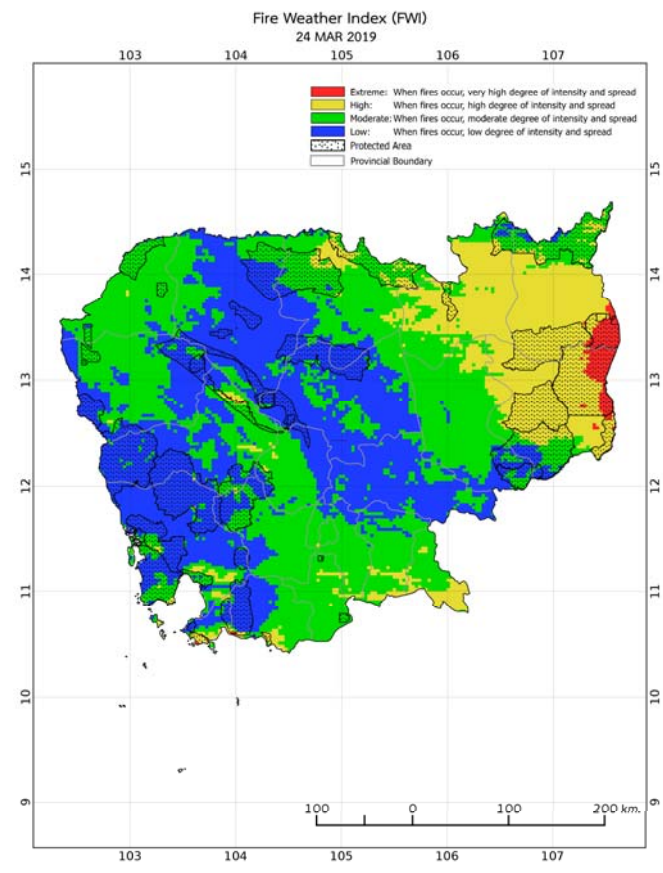 Fire Weather Index (FWI)
24 MAR 2019
103 104 105 106 107
Extreme: When fires occur, very high degree of intensity and spread
High: When fires occur, high degree of intensity and spread
Moderate: When fires occur, moderate degree of intensity and spread
Low: When fires occur, low degree of intensity and spread
Protected Area
Provincial Boundary
15 15
14 14
13 13
12 12
11 11
10 10
9 9
100 0 100 200 km.
103 104 105 106 107